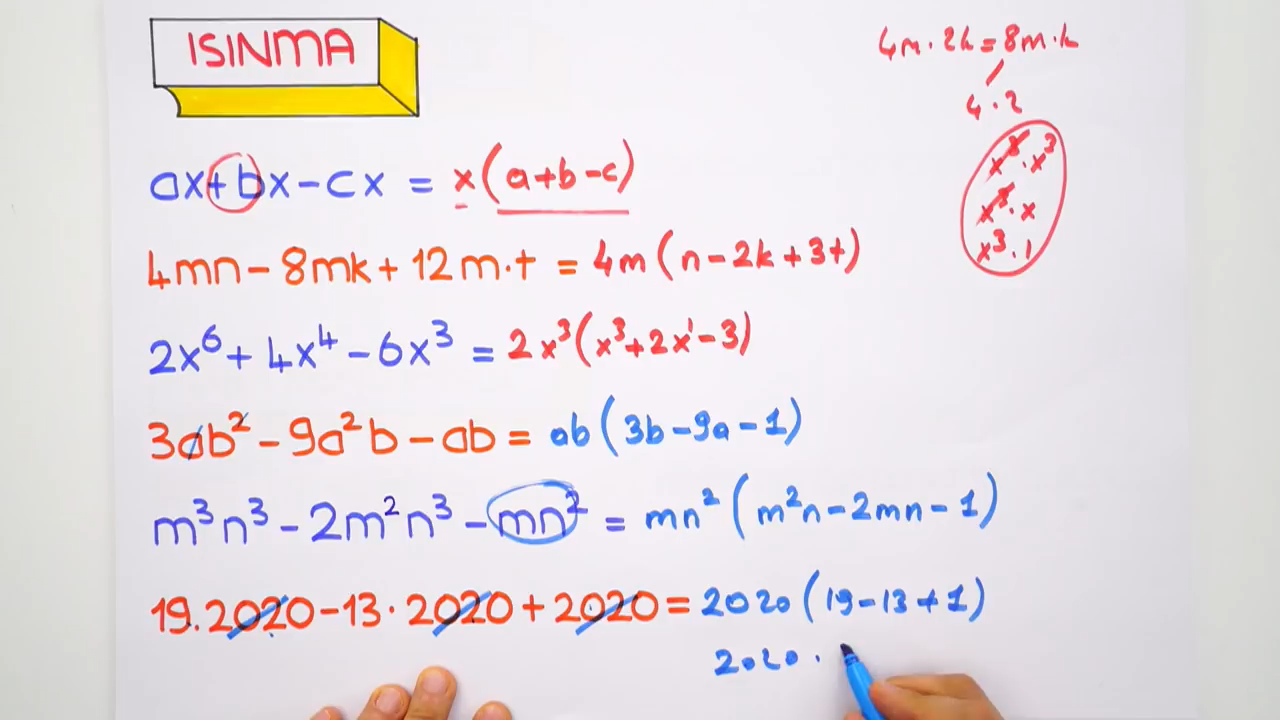 ISINMA
4m·2k=8m·k
4·2
x³·x³
x³·x
x³·1
ax+bx-cx = x(a+b-c)
4mn-8mk+12m·t = 4m(n-2k+3t)
2x⁶+4x⁴-6x³ = 2x³(x³+2x¹-3)
3ab²-9a²b-ab = ab(3b-9a-1)
m³n³-2m²n³-mn² = mn²(m²n-2mn-1)
19.2020-13·2020+2020 = 2020(19-13+1)
2020·